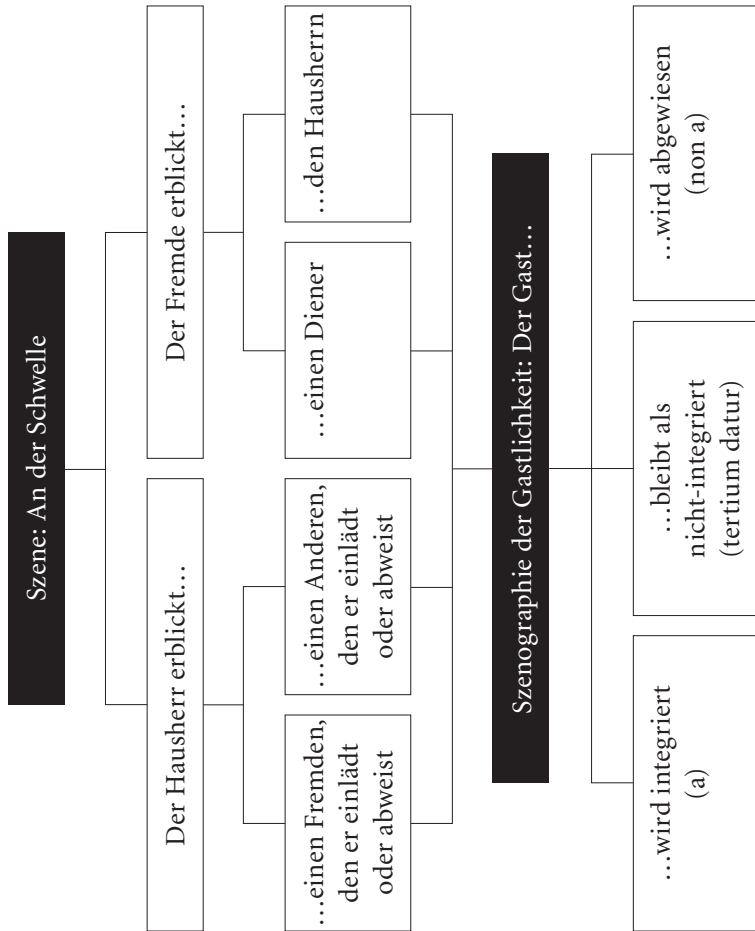 Szene: An der Schwelle
Der Hausherr erblickt…
Der Fremde erblickt…
…einen Fremden,
den er einlädt
oder abweist
…einen Anderen,
den er einlädt
oder abweist
…einen Diener
…den Hausherrn
Szenographie der Gastlichkeit: Der Gast…
…wird integriert
(a)
…bleibt als
nicht-integriert
(tertium datur)
…wird abgewiesen
(non a)